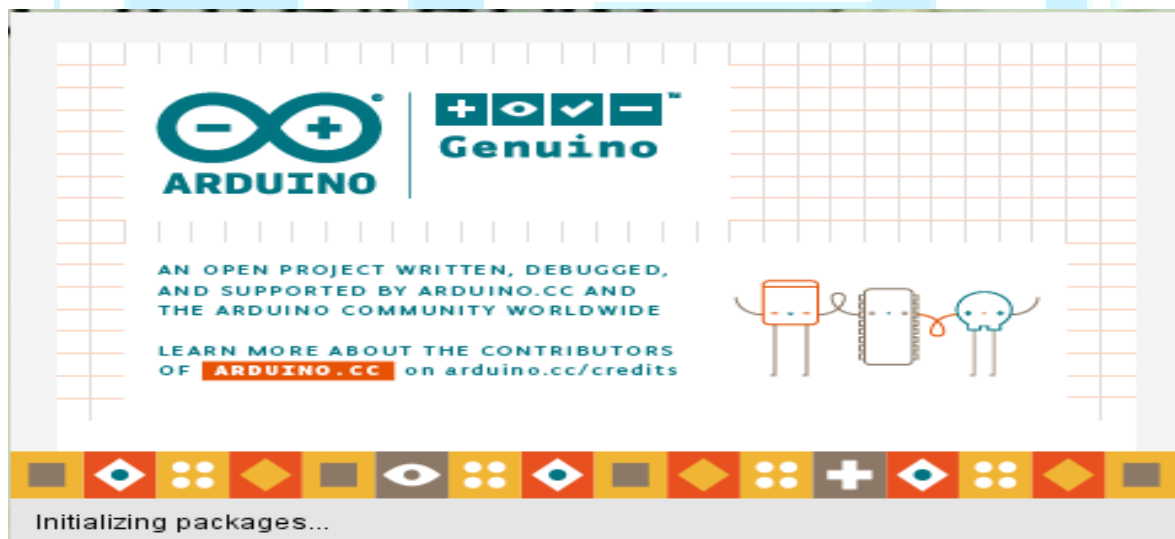 ARDUINO
Genuino™
AN OPEN PROJECT WRITTEN, DEBUGGED,
AND SUPPORTED BY ARDUINO.CC AND
THE ARDUINO COMMUNITY WORLDWIDE
LEARN MORE ABOUT THE CONTRIBUTORS
OF ARDUINO.CC on arduino.cc/credits
Initializing packages...